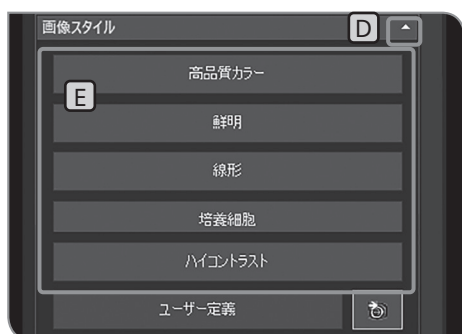 画像スタイル D
高品質カラー
E
鮮明
線形
培養細胞
ハイコントラスト
ユーザー定義